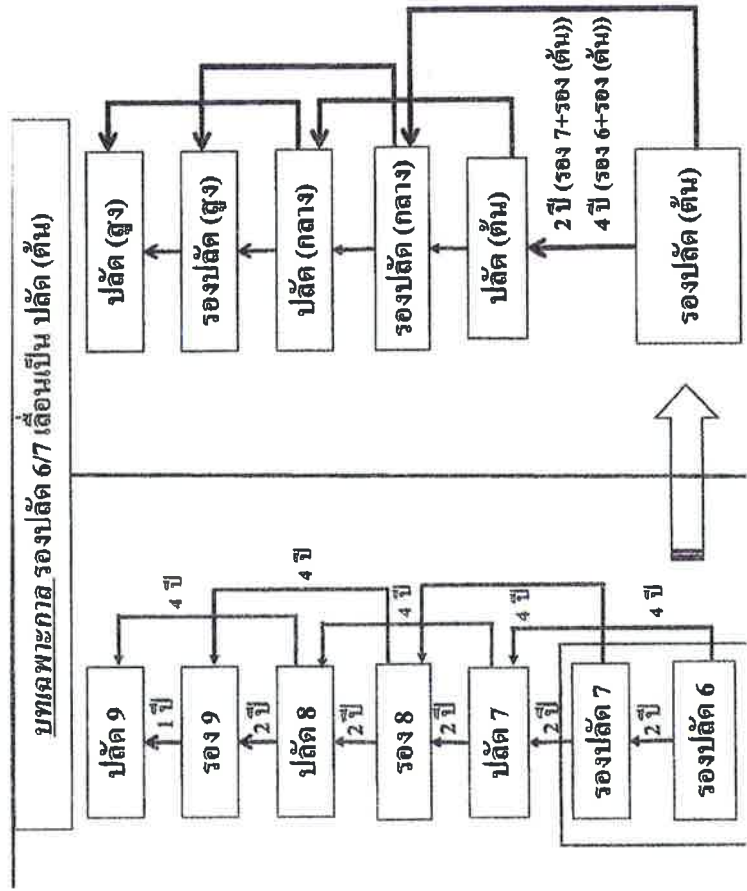 บทเฉพาะกาล รองปลัด 6/7 เลื่อนเป็น ปลัด (ต้น)
ปลัด 9
1 ปี
4 ปี
รอง 9
2 ปี
4 ปี
ปลัด 8
2 ปี
4 ปี
รอง 8
2 ปี
4 ปี
ปลัด 7
2 ปี
4 ปี
รองปลัด 7
2 ปี
รองปลัด 6
ปลัด (สูง)
รองปลัด (สูง)
ปลัด (กลาง)
รองปลัด (กลาง)
ปลัด (ต้น)
2 ปี (รอง 7+รอง (ต้น))
4 ปี (รอง 6+รอง (ต้น))
รองปลัด (ต้น)